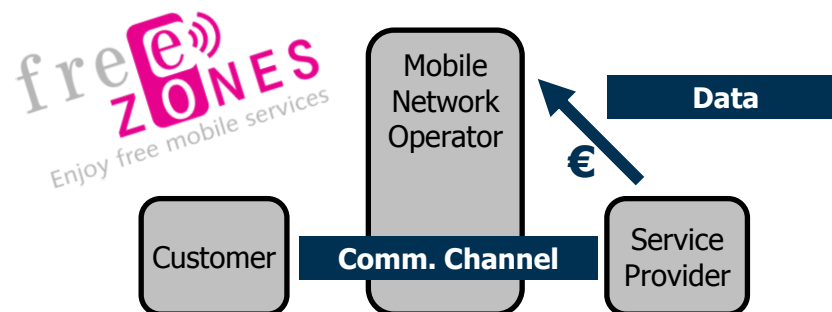 free
ZONES
Enjoy free mobile services
Mobile
Network
Operator
Data
€
Customer
Comm. Channel
Service
Provider